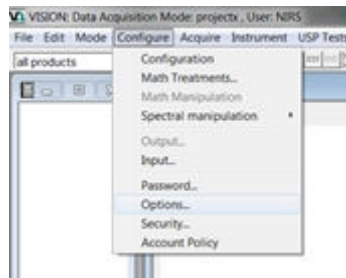 VISION: Data Acquisition Mode: projectx , User: NIRS
File Edit Mode Configure Acquire Instrument USP Tests
all products
Configuration
Math Treatments...
Math Manipulation
Spectral manipulation
Output...
Input...
Password...
Options...
Security...
Account Policy